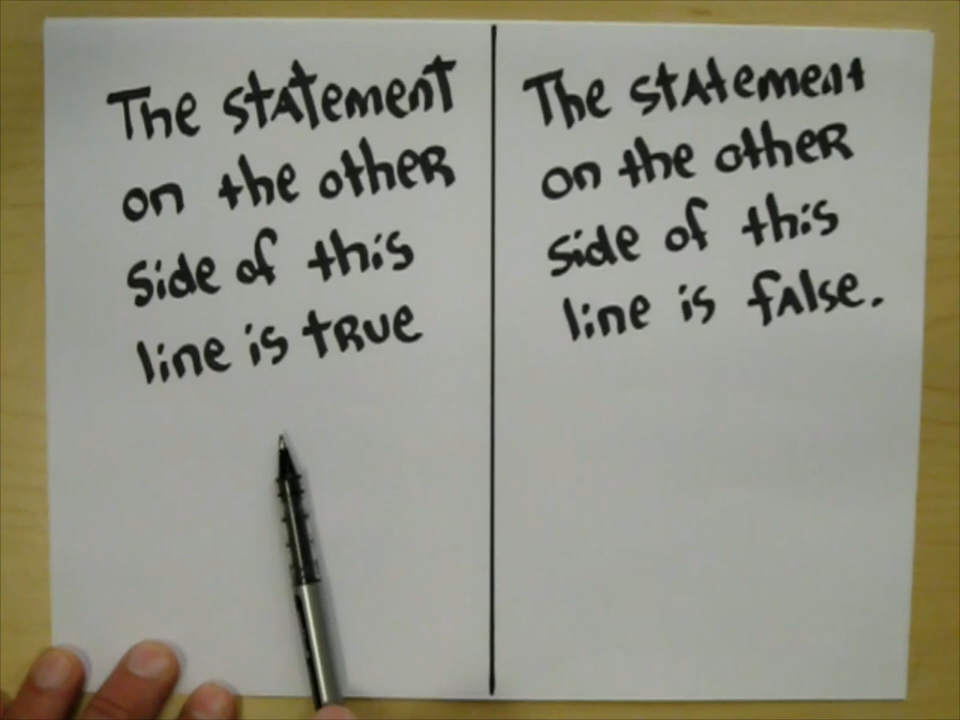 The statement
on the other
side of this
line is true
The statement
on the other
side of this
line is false.